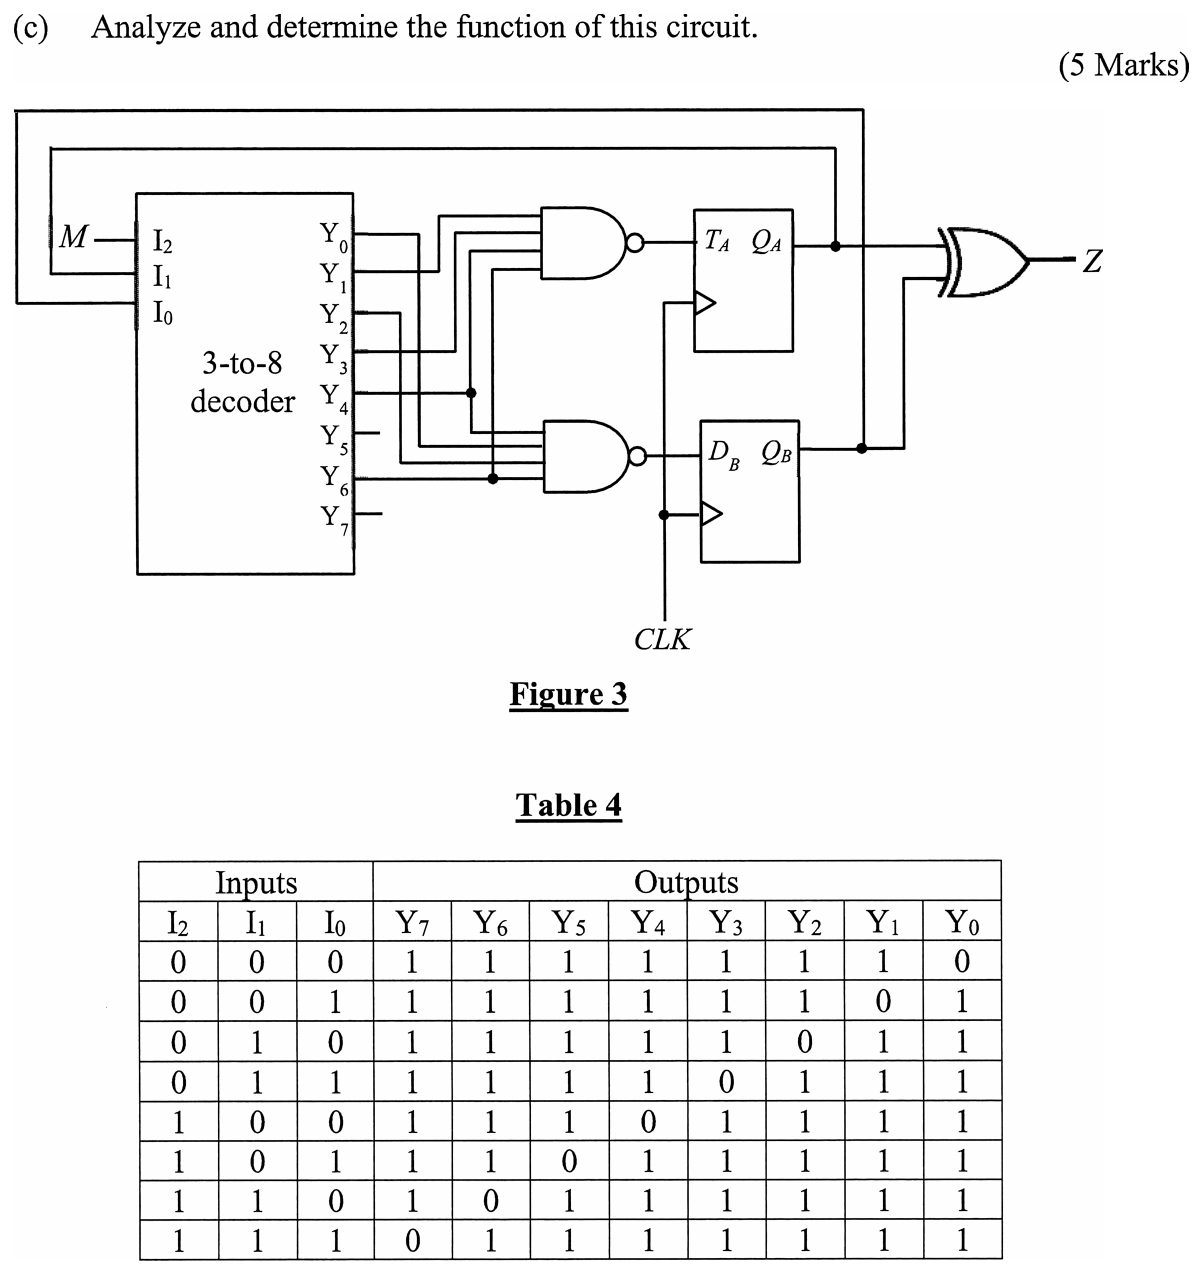 (c) Analyze and determine the function of this circuit.
(5 Marks)
M
I2
I1
I0
3-to-8
decoder
Y0
Y1
Y2
Y3
Y4
Y5
Y6
Y7
TA QA
DB QB
Z
CLK
Figure 3
Table 4
Inputs Outputs
I2 I1 I0 Y7 Y6 Y5 Y4 Y3 Y2 Y1 Y0
0 0 0 1 1 1 1 1 1 1 0
0 0 1 1 1 1 1 1 1 0 1
0 1 0 1 1 1 1 1 0 1 1
0 1 1 1 1 1 1 0 1 1 1
1 0 0 1 1 1 0 1 1 1 1
1 0 1 1 1 0 1 1 1 1 1
1 1 0 1 0 1 1 1 1 1 1
1 1 1 0 1 1 1 1 1 1 1